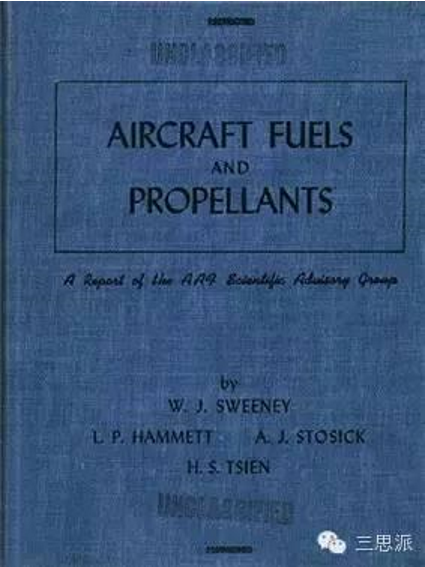 UNCLASSIFIED
AIRCRAFT FUELS
AND
PROPELLANTS
A Report of the AAF Scientific Advisory Group
by
W. J. SWEENEY
L. P. HAMMETT A. J. STOSICK
H. S. TSIEN
UNCLASSIFIED
三思派